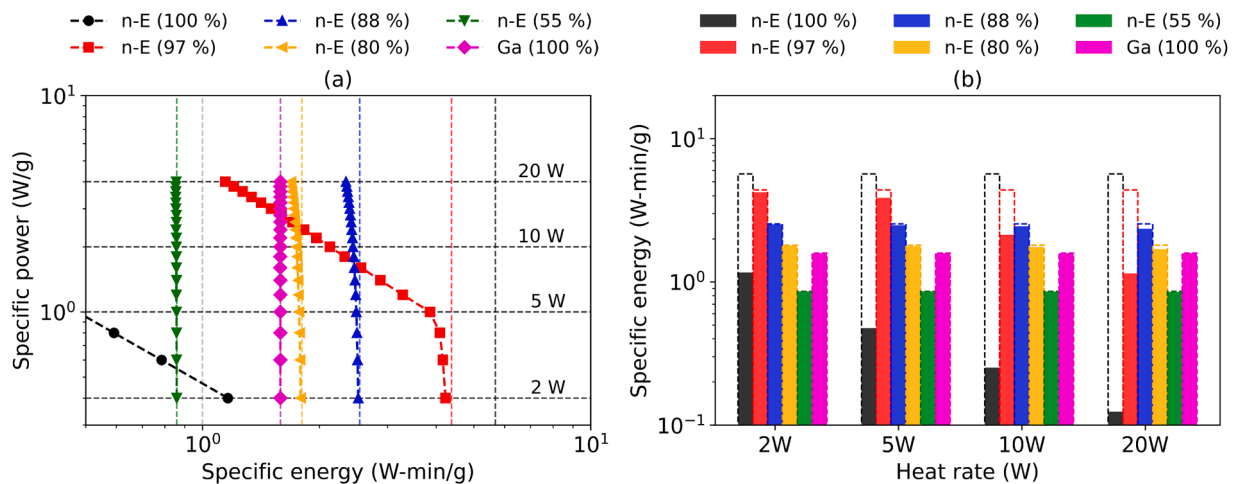 n-E (100 %) n-E (88 %) n-E (55 %)
n-E (97 %) n-E (80 %) Ga (100 %)
(a)
10¹
10⁰
Specific power (W/g)
20 W
10 W
5 W
2 W
10⁰ 10¹
Specific energy (W-min/g)
n-E (100 %) n-E (88 %) n-E (55 %)
n-E (97 %) n-E (80 %) Ga (100 %)
(b)
10¹
10⁰
10⁻¹
Specific energy (W-min/g)
2W 5W 10W 20W
Heat rate (W)